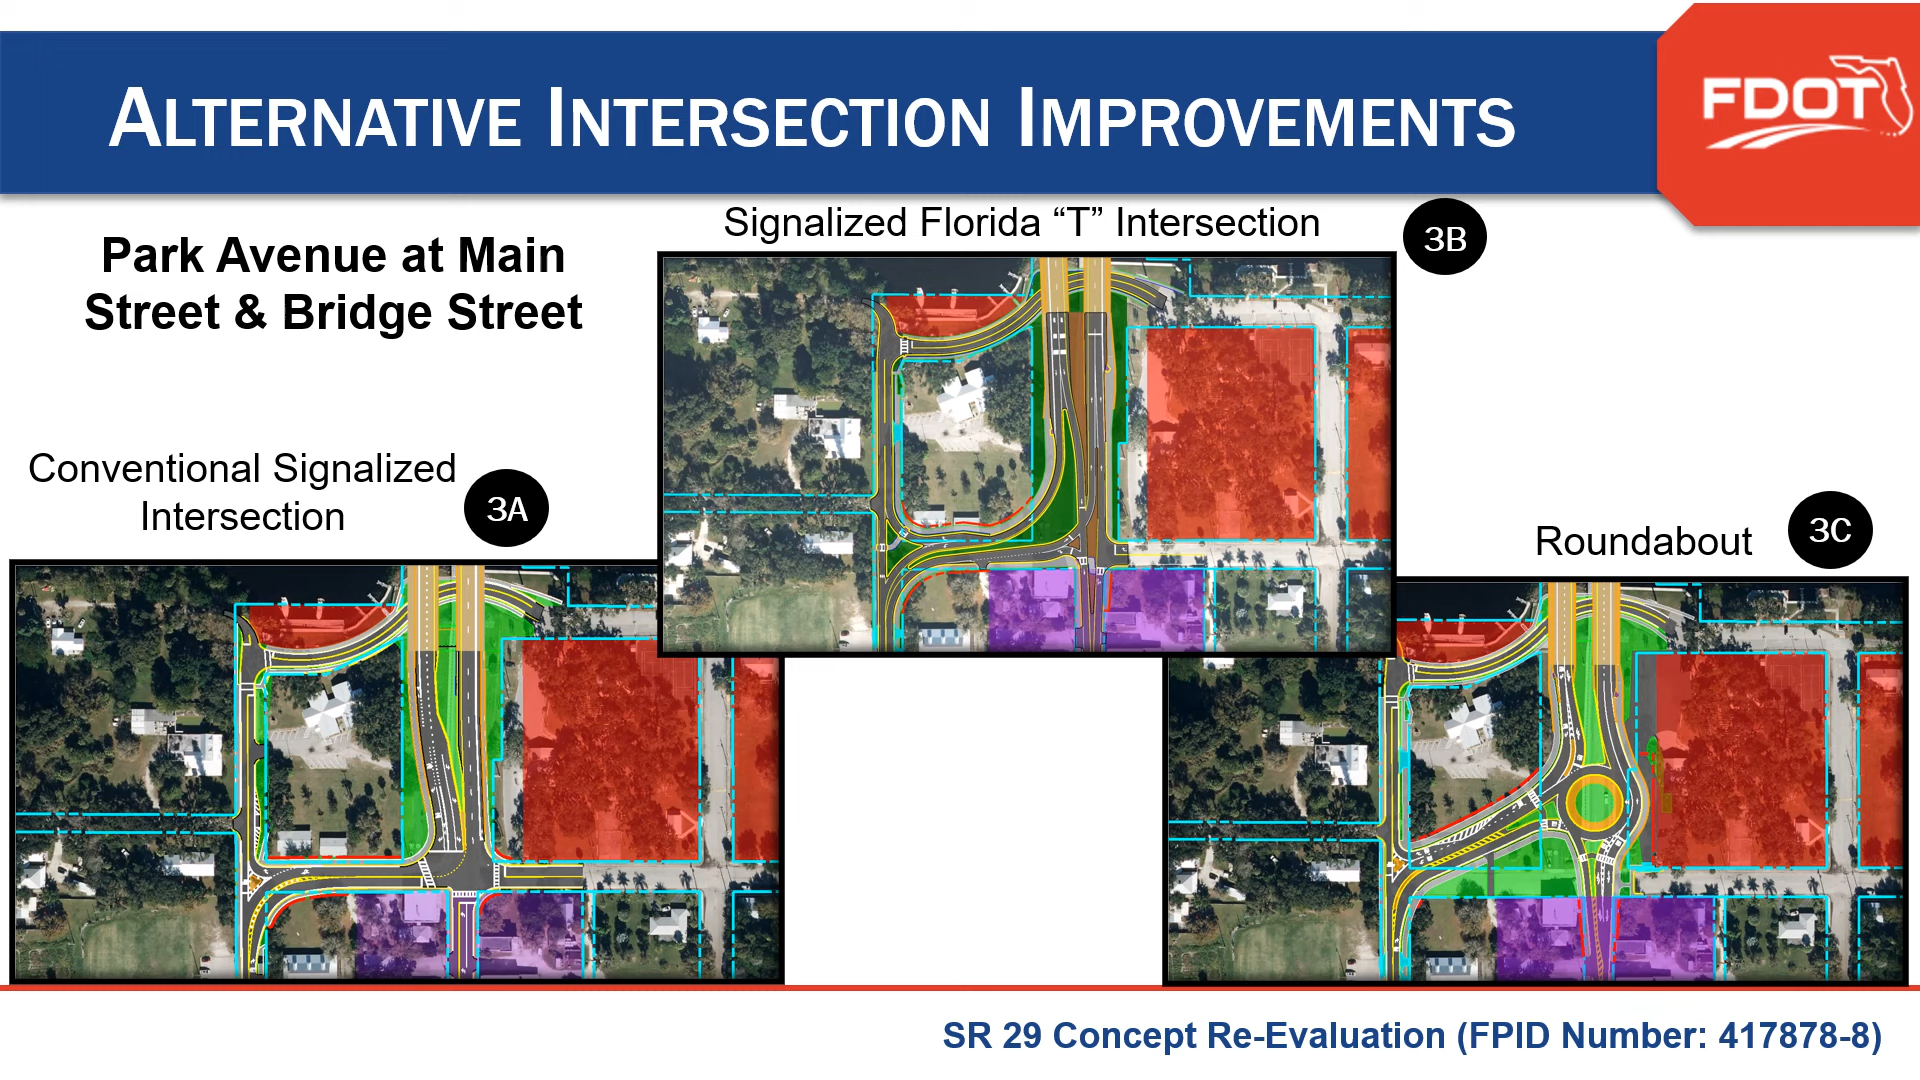 ALTERNATIVE INTERSECTION IMPROVEMENTS
FDOT
Park Avenue at Main
Street & Bridge Street
Signalized Florida “T” Intersection
3B
Conventional Signalized
Intersection
3A
Roundabout
3C
SR 29 Concept Re-Evaluation (FPID Number: 417878-8)